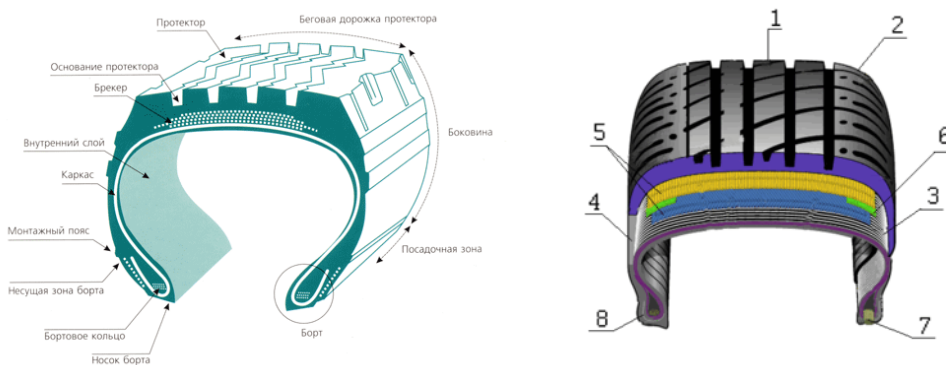 Протектор
Беговая дорожка протектора
Основание протектора
Брекер
Внутренний слой
Каркас
Монтажный пояс
Несущая зона борта
Бортовое кольцо
Носок борта
Боковина
Посадочная зона
Борт
1
2
5
6
3
4
8
7